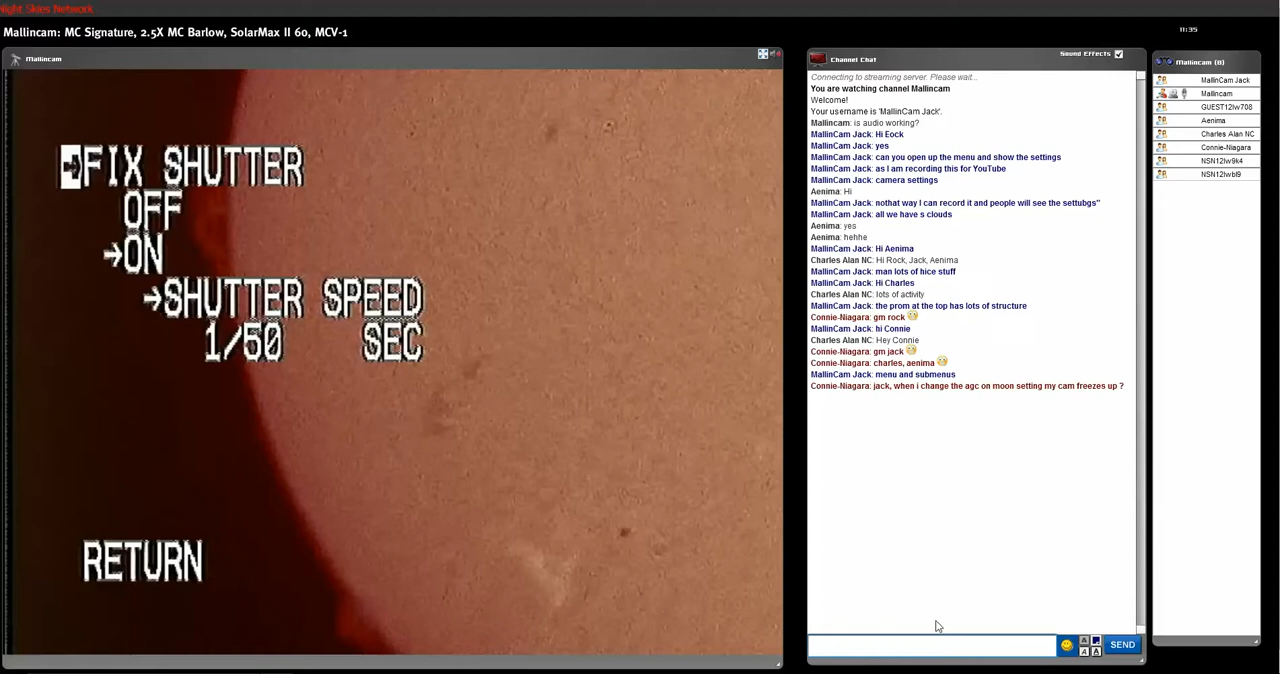 Night Skies Network
Mallincam: MC Signature, 2.5X MC Barlow, SolarMax II 60, MCV-1
11:35
Mallincam
FIX SHUTTER
OFF
→ON
→SHUTTER SPEED
1/50 SEC
RETURN
Channel Chat
Sound Effects
Connecting to streaming server. Please wait...
You are watching channel Mallincam
Welcome!
Your username is 'MallinCam Jack'.
Mallincam: is audio working?
MallinCam Jack: Hi Eock
MallinCam Jack: yes
MallinCam Jack: can you open up the menu and show the settings
MallinCam Jack: as I am recording this for YouTube
MallinCam Jack: camera settings
Aenima: Hi
MallinCam Jack: nothat way I can record it and people will see the settubgs"
MallinCam Jack: all we have s clouds
Aenima: yes
Aenima: hehhe
MallinCam Jack: Hi Aenima
Charles Alan NC: Hi Rock, Jack, Aenima
MallinCam Jack: man lots of hice stuff
MallinCam Jack: Hi Charles
Charles Alan NC: lots of activity
MallinCam Jack: the prom at the top has lots of structure
Connie-Niagara: gm rock
MallinCam Jack: hi Connie
Charles Alan NC: Hey Connie
Connie-Niagara: gm jack
Connie-Niagara: charles, aenima
MallinCam Jack: menu and submenus
Connie-Niagara: jack, when i change the agc on moon setting my cam freezes up ?
SEND
Mallincam (8)
MallinCam Jack
Mallincam
GUEST12lw708
Aenima
Charles Alan NC
Connie-Niagara
NSN12lw9k4
NSN12lwbl9